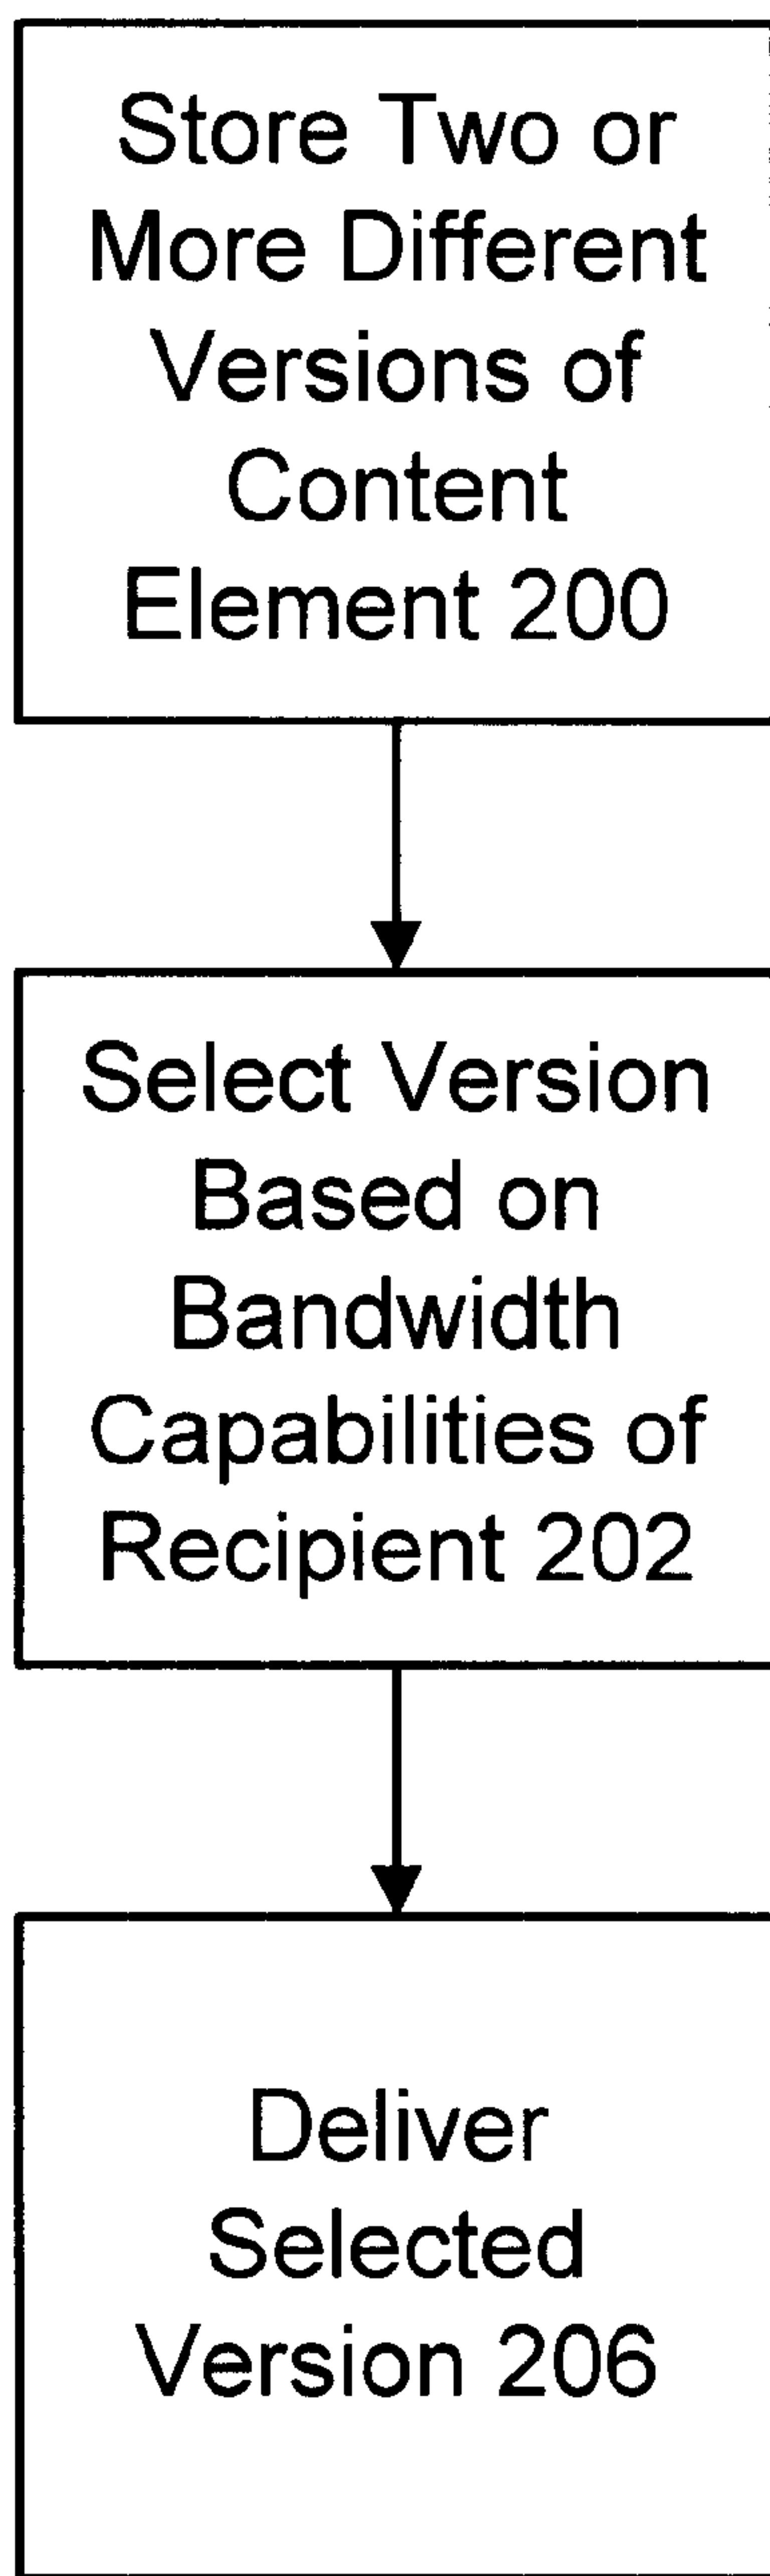 Store Two or
More Different
Versions of
Content
Element 200
Select Version
Based on
Bandwidth
Capabilities of
Recipient 202
Deliver
Selected
Version 206